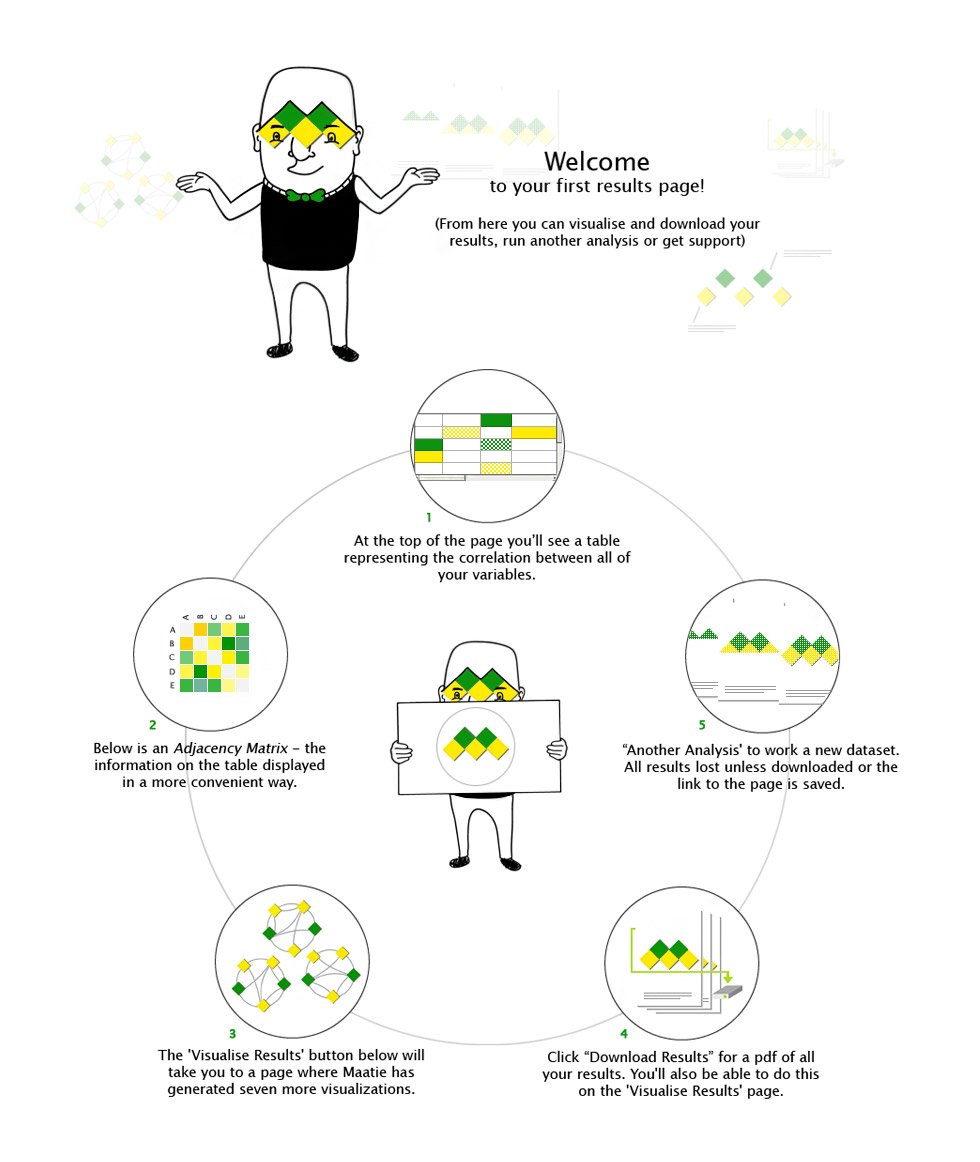 Welcome
to your first results page!
(From here you can visualise and download your
results, run another analysis or get support)
1
At the top of the page you’ll see a table
representing the correlation between all of
your variables.
A B C D E
A
B
C
D
E
2
Below is an Adjacency Matrix – the
information on the table displayed
in a more convenient way.
3
The 'Visualise Results' button below will
take you to a page where Maatie has
generated seven more visualizations.
4
Click “Download Results” for a pdf of all
your results. You'll also be able to do this
on the 'Visualise Results' page.
5
“Another Analysis' to work a new dataset.
All results lost unless downloaded or the
link to the page is saved.